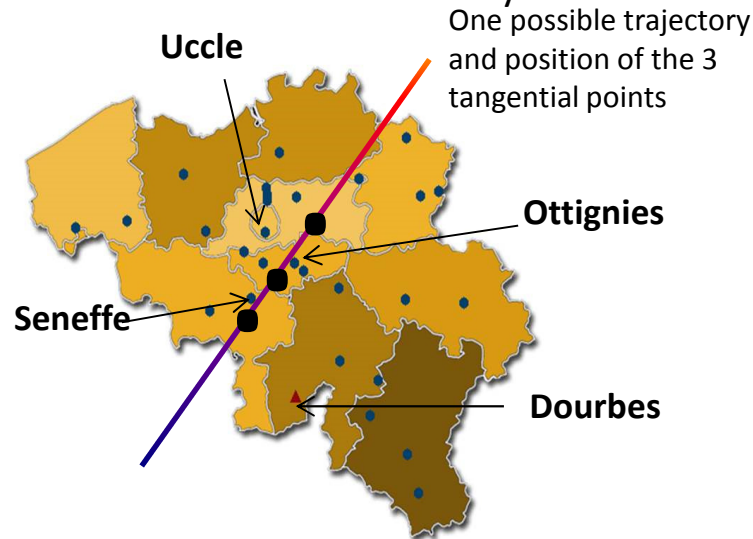 One possible trajectory
and position of the 3
tangential points
Uccle
Ottignies
Seneffe
Dourbes